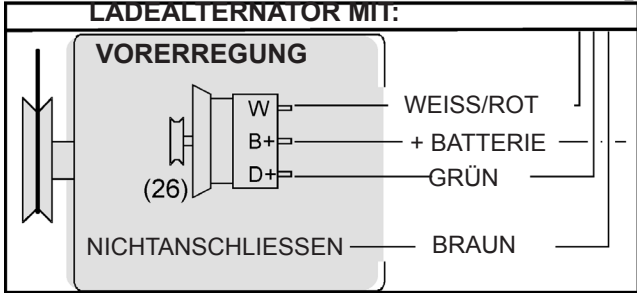 LADEALTERNATOR MIT:
VORERREGUNG
W WEISS/ROT
B+ + BATTERIE
D+ GRÜN
(26)
NICHTANSCHLIESSEN BRAUN